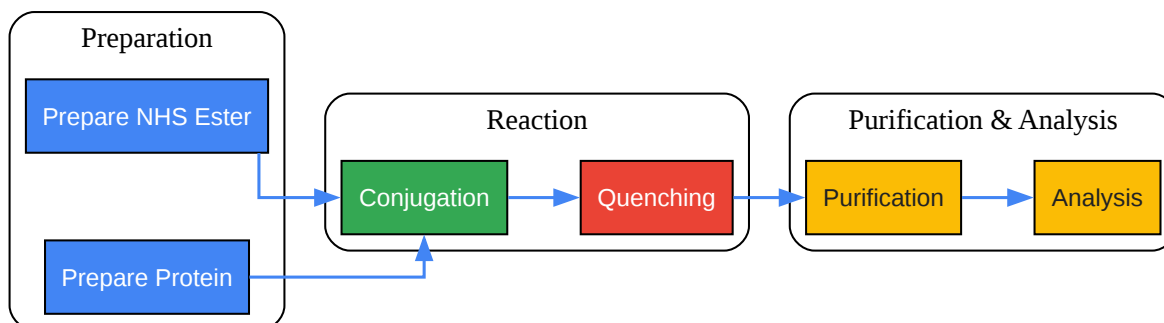 Preparation
Prepare NHS Ester
Prepare Protein
Reaction
Conjugation
Quenching
Purification & Analysis
Purification
Analysis